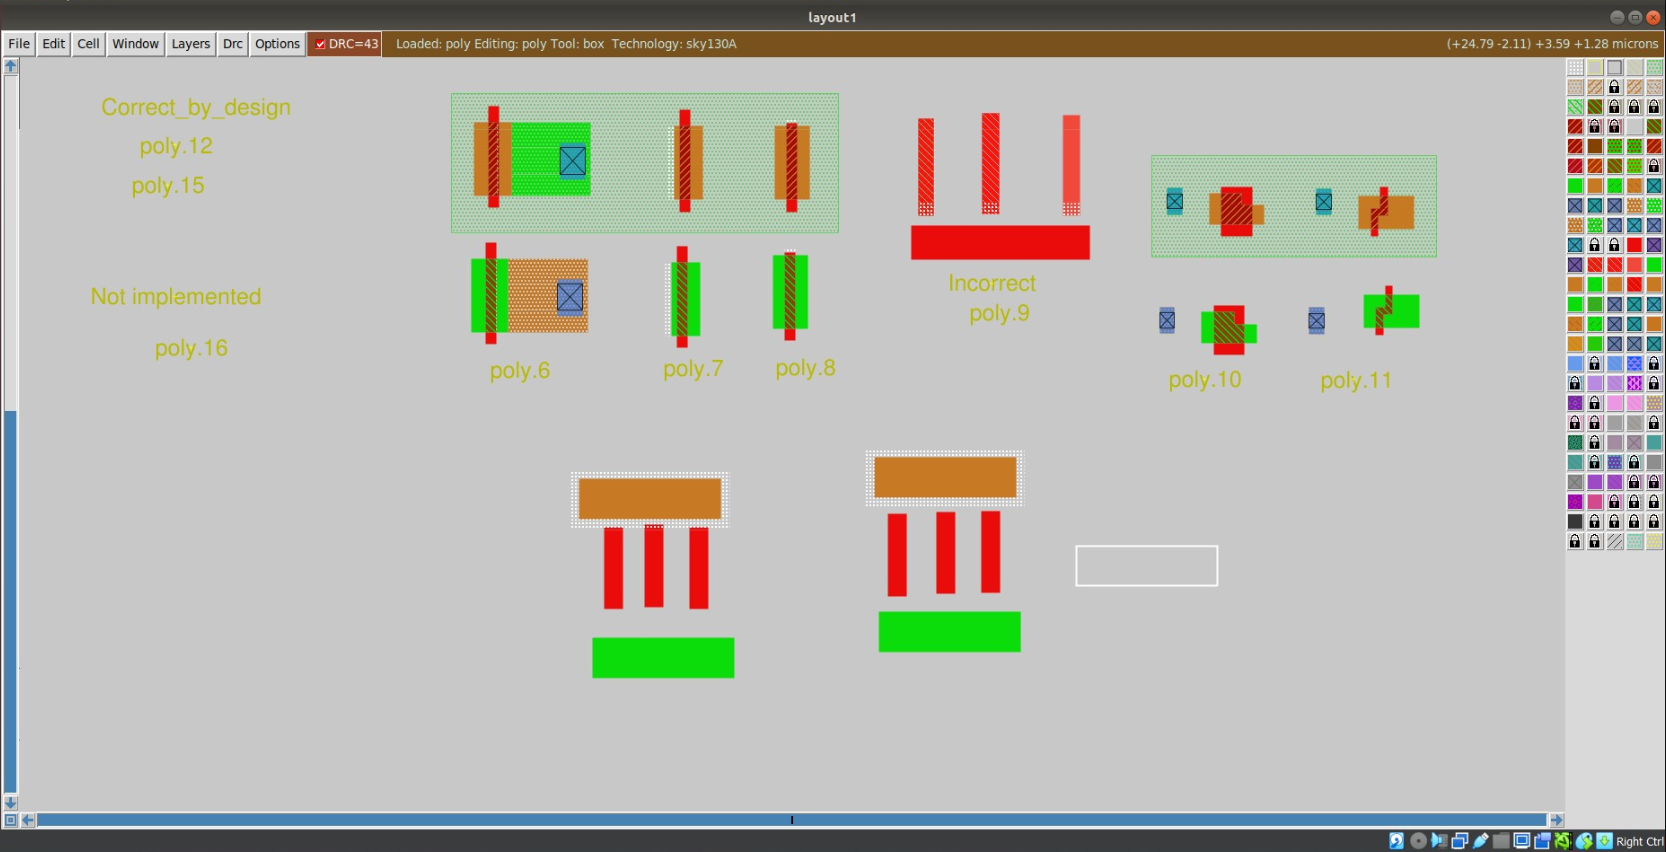 layout1
File Edit Cell Window Layers Drc Options DRC=43 Loaded: poly Editing: poly Tool: box Technology: sky130A (+24.79 -2.11) +3.59 +1.28 microns
Correct_by_design
poly.12
poly.15
Not implemented
poly.16
poly.6
poly.7
poly.8
Incorrect
poly.9
poly.10
poly.11
Right Ctrl